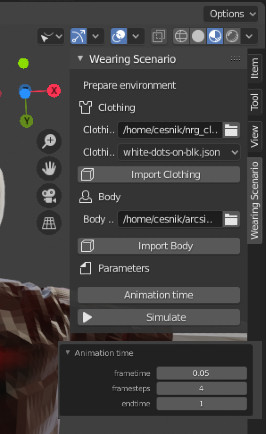 Options
X
Y
Wearing Scenario
Item
Tool
View
Wearing Scenario
Prepare environment
Clothing
Clothi.. /home/cesnik/nrg_cl...
Clothi.. white-dots-on-blk.json
Import Clothing
Body
Body .. /home/cesnik/arcsi...
Import Body
Parameters
Animation time
Simulate
Animation time
frametime 0.05
framesteps 4
endtime 1